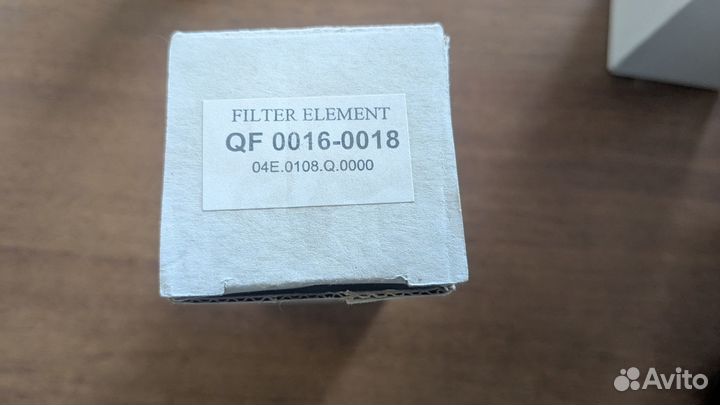 FILTER ELEMENT
QF 0016-0018
04E.0108.Q.0000
Avito